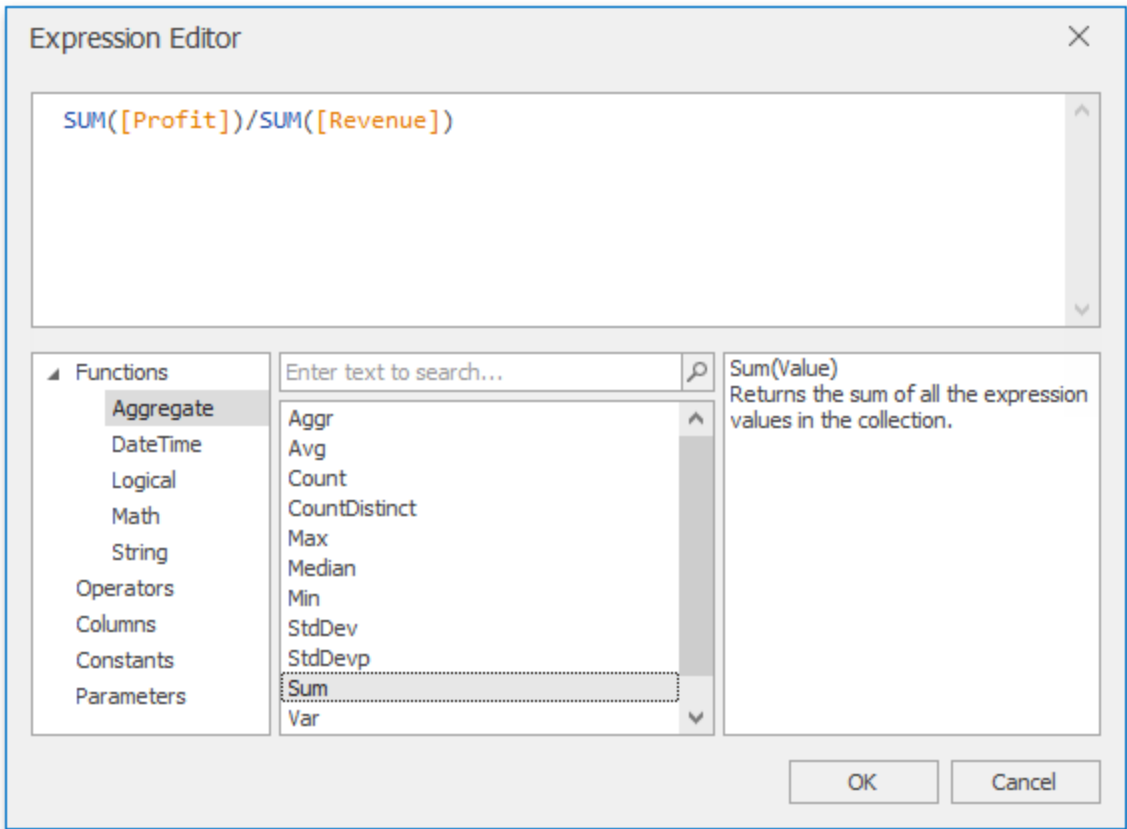 Expression Editor
SUM([Profit])/SUM([Revenue])
Functions
Aggregate
DateTime
Logical
Math
String
Operators
Columns
Constants
Parameters
Enter text to search...
Aggr
Avg
Count
CountDistinct
Max
Median
Min
StdDev
StdDevp
Sum
Var
Sum(Value)
Returns the sum of all the expression
values in the collection.
OK
Cancel